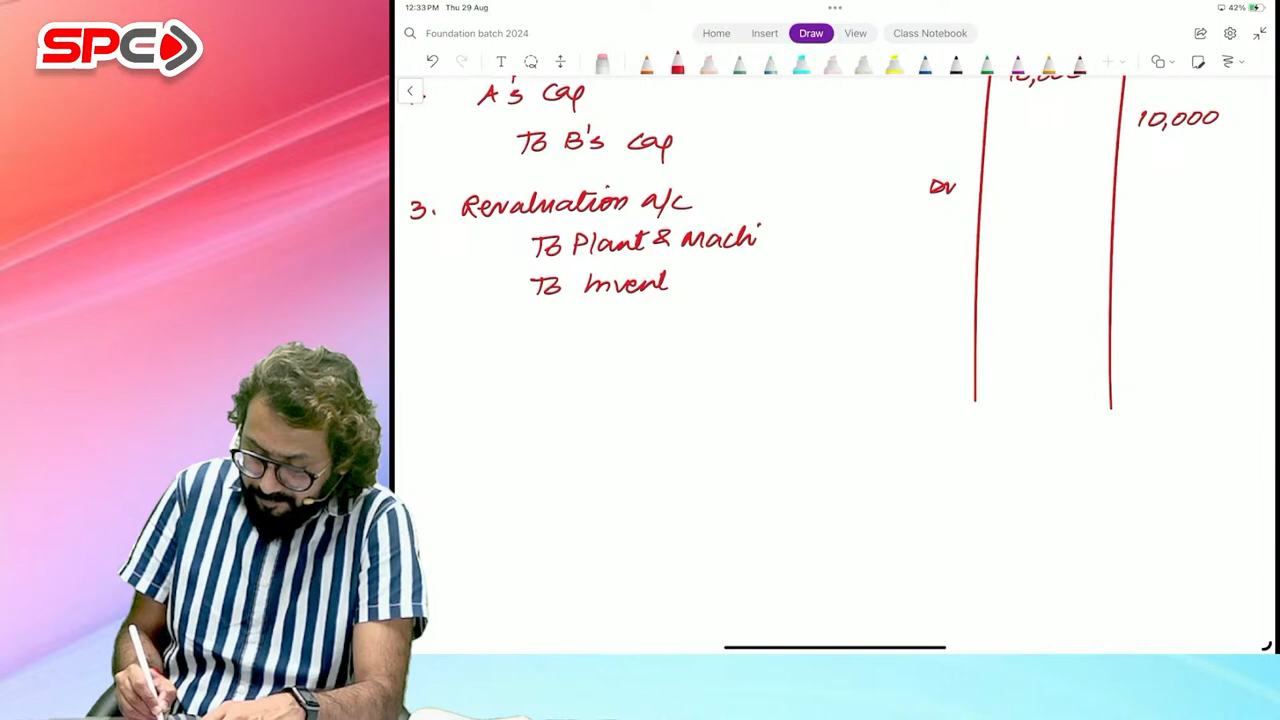 SPC
12:33 PM Thu 29 Aug
42%
Foundation batch 2024
Home Insert Draw View Class Notebook
A's Cap
10,000
To B's Cap
3. Revaluation a/c Dr
To Plant & Machi
To Invent